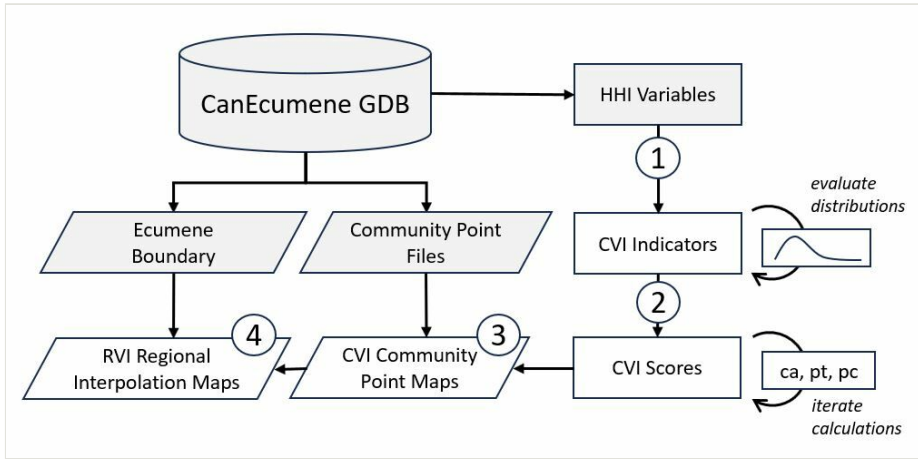 CanEcumene GDB
HHI Variables
1
evaluate
distributions
Ecumene
Boundary
Community Point
Files
CVI Indicators
2
4
3
RVI Regional
Interpolation Maps
CVI Community
Point Maps
CVI Scores
ca, pt, pc
iterate
calculations